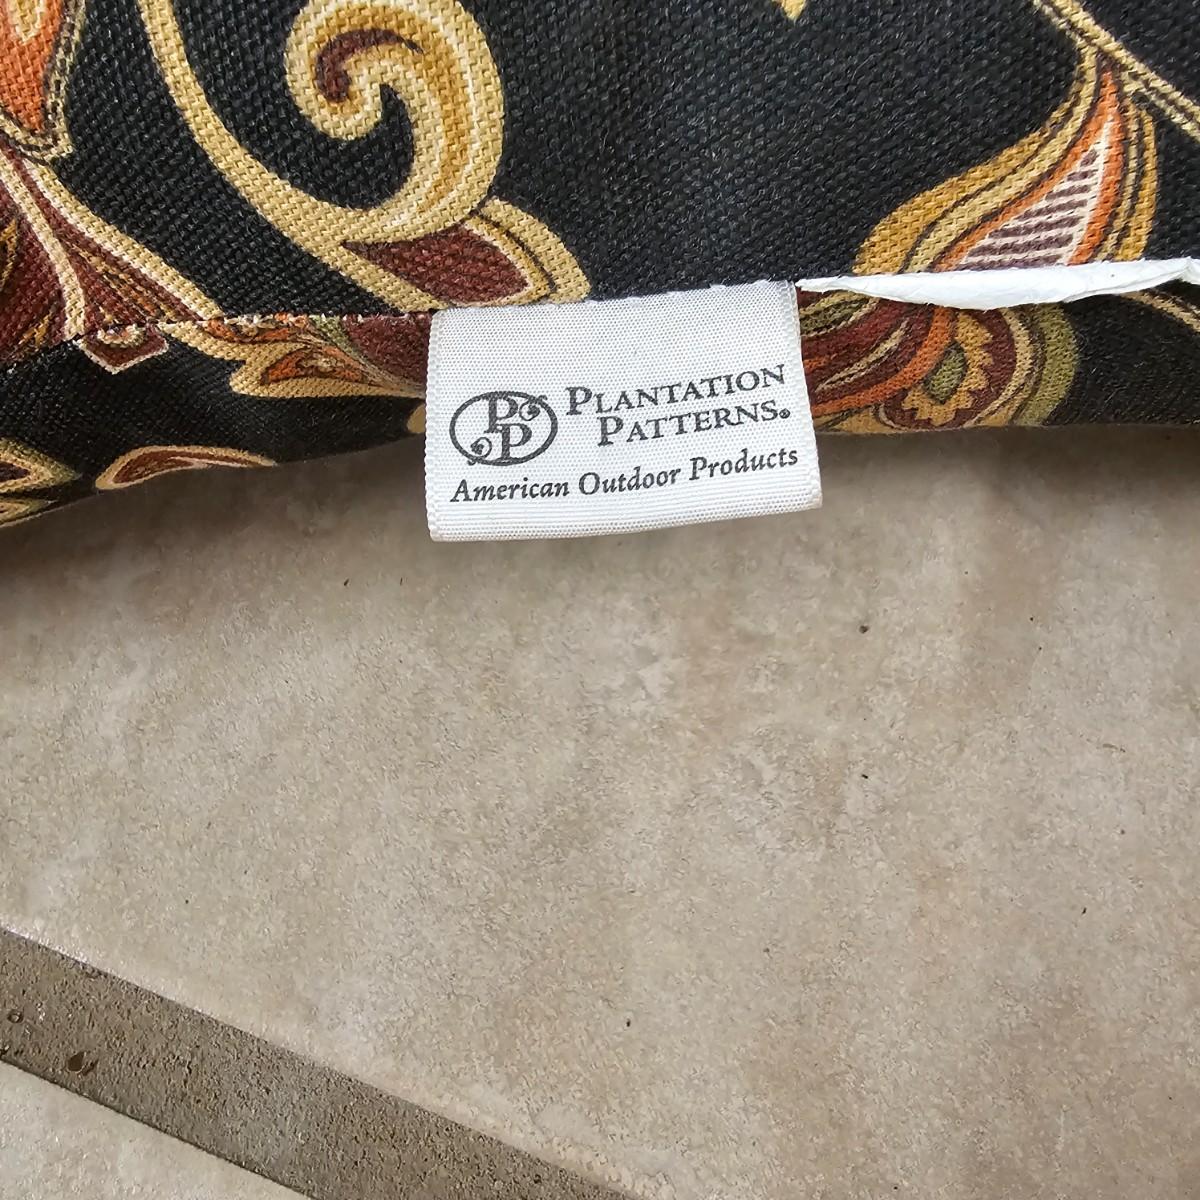 PP
PLANTATION
PATTERNS®
American Outdoor Products